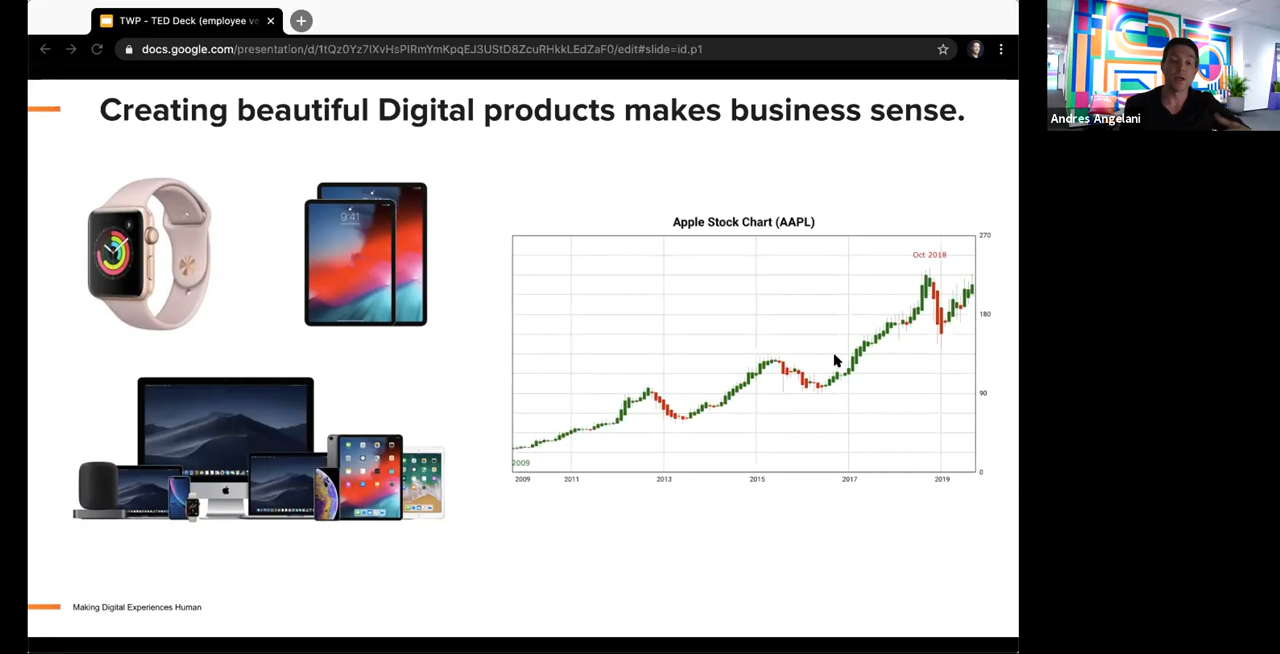 TWP - TED Deck (employee ve
docs.google.com/presentation/d/1tQz0Yz7lXvHsPIRmYmKpqEJ3UStD8ZcuRHkkLEdZaF0/edit#slide=id.p1
Andres Angelani
Creating beautiful Digital products makes business sense.
9:41
Apple Stock Chart (AAPL)
270
Oct 2018
180
90
2009
0
2009 2011 2013 2015 2017 2019
Making Digital Experiences Human